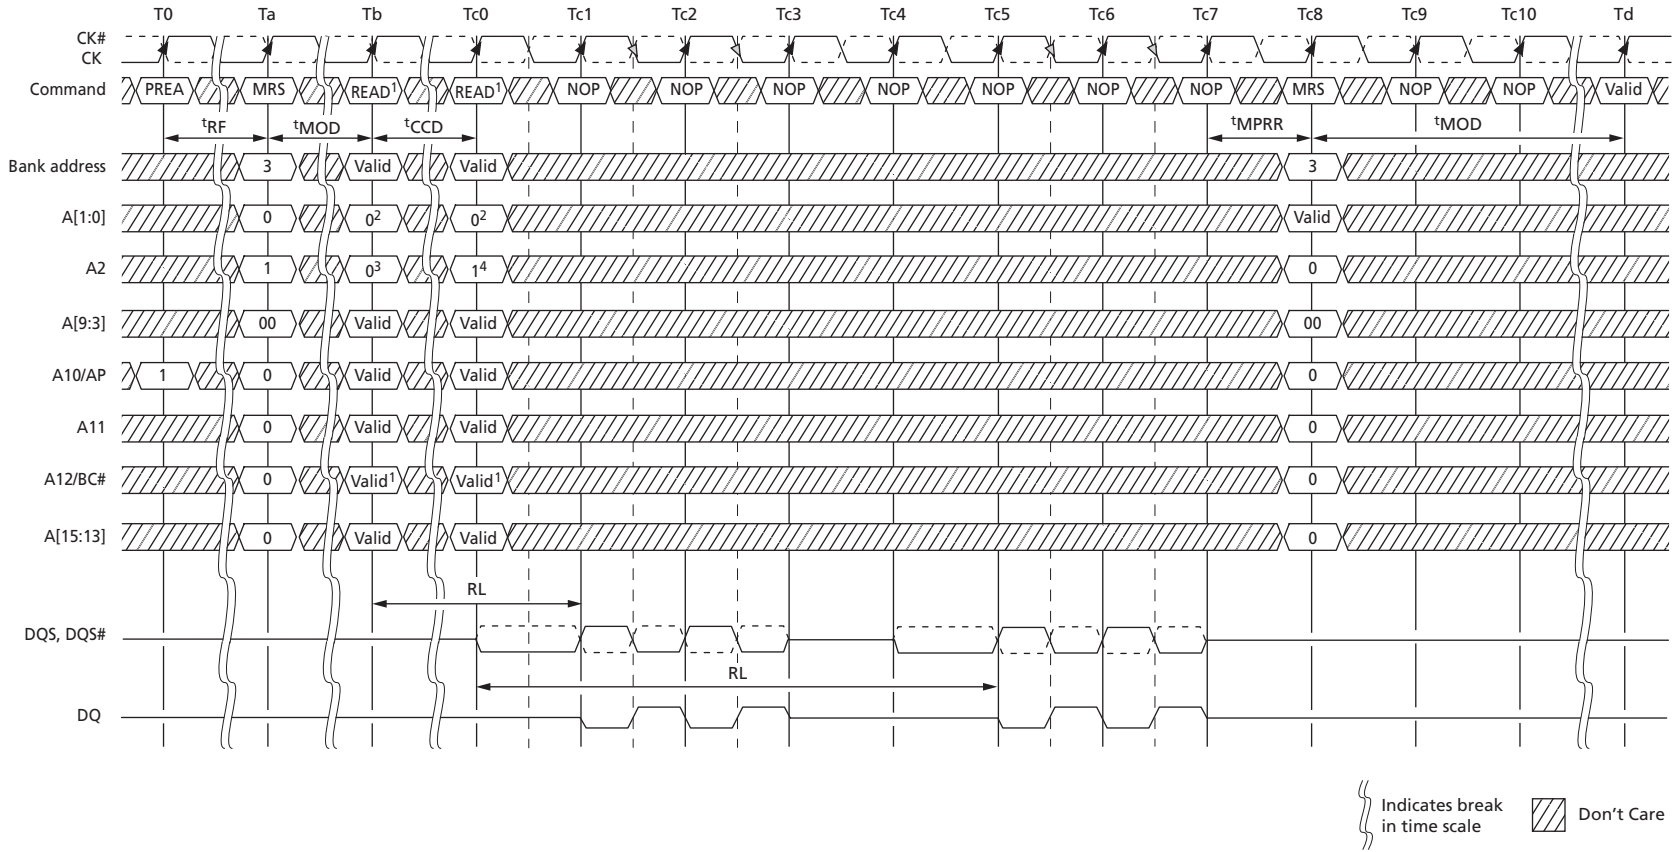 T0 Ta Tb Tc0 Tc1 Tc2 Tc3 Tc4 Tc5 Tc6 Tc7 Tc8 Tc9 Tc10 Td
CK#
CK
Command PREA MRS READ1 READ1 NOP NOP NOP NOP NOP NOP NOP MRS NOP NOP Valid
tRF tMOD tCCD tMPRR tMOD
Bank address 3 Valid Valid 3
A[1:0] 0 02 02 Valid
A2 1 03 14 0
A[9:3] 00 Valid Valid 00
A10/AP 1 0 Valid Valid 0
A11 0 Valid Valid 0
A12/BC# 0 Valid1 Valid1 0
A[15:13] 0 Valid Valid 0
RL
DQS, DQS#
RL
DQ
Indicates break
in time scale
Don't Care